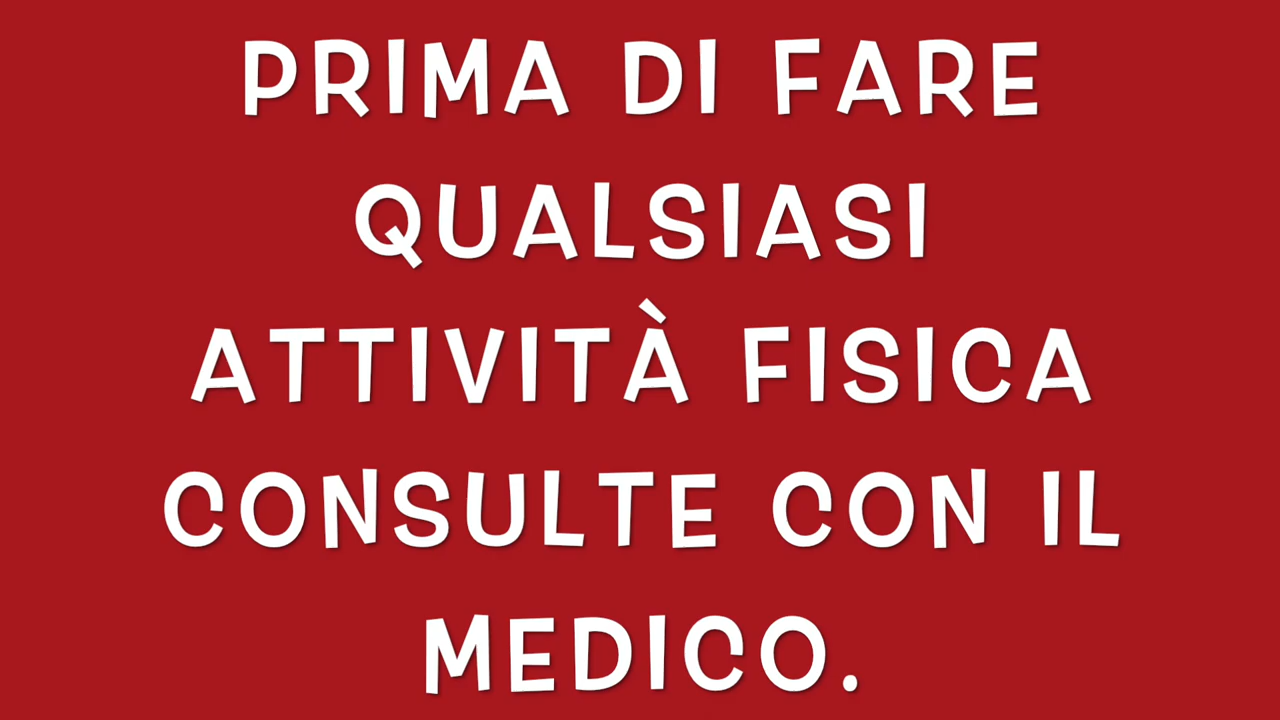 PRIMA DI FARE
QUALSIASI
ATTIVITÀ FISICA
CONSULTE CON IL
MEDICO.